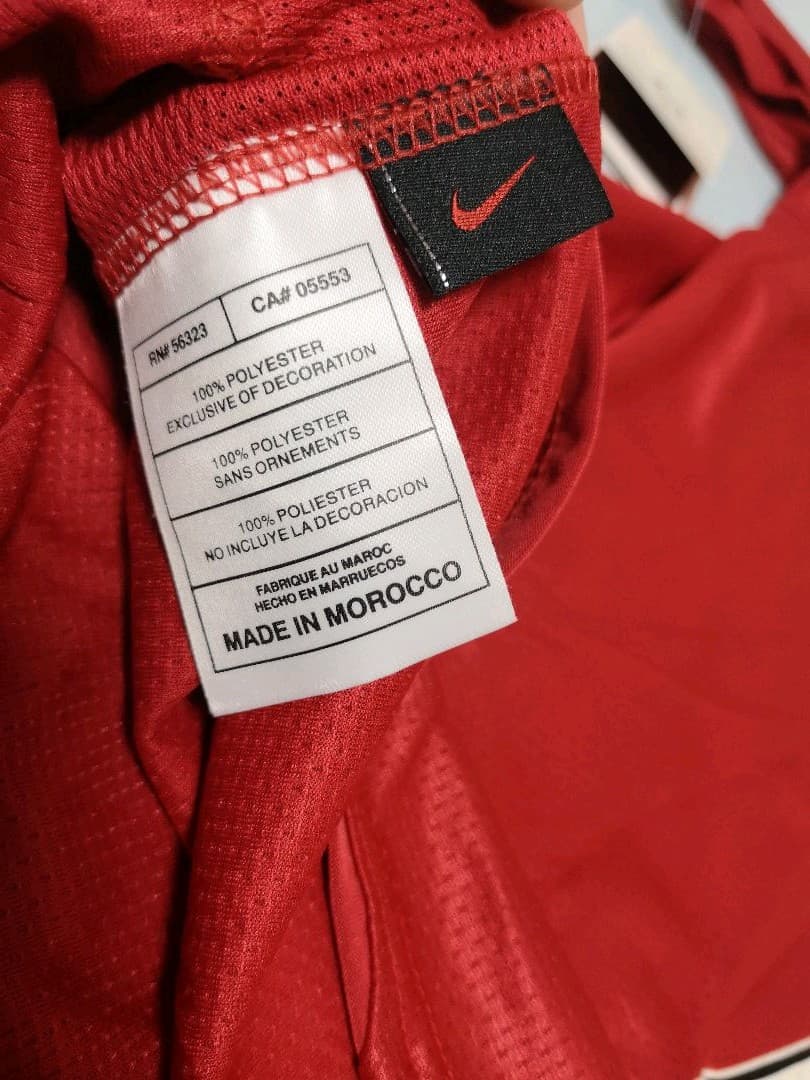 RN# 56323
CA# 05553
100% POLYESTER
EXCLUSIVE OF DECORATION
100% POLYESTER
SANS ORNEMENTS
100% POLIESTER
NO INCLUYE LA DECORACION
FABRIQUE AU MAROC
HECHO EN MARRUECOS
MADE IN MOROCCO